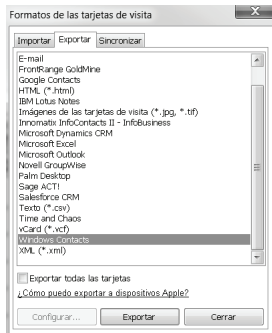 Formatos de las tarjetas de visita
Importar Exportar Sincronizar
E-mail
FrontRange GoldMine
Google Contacts
HTML (*.html)
IBM Lotus Notes
Imágenes de las tarjetas de visita (*.jpg, *.tif)
Innomatix InfoContacts II - InfoBusiness
Microsoft Dynamics CRM
Microsoft Excel
Microsoft Outlook
Novell GroupWise
Palm Desktop
Sage ACT!
Salesforce CRM
Texto (*.csv)
Time and Chaos
vCard (*.vcf)
Windows Contacts
XML (*.xml)
Exportar todas las tarjetas
¿Cómo puedo exportar a dispositivos Apple?
Configurar... Exportar Cerrar